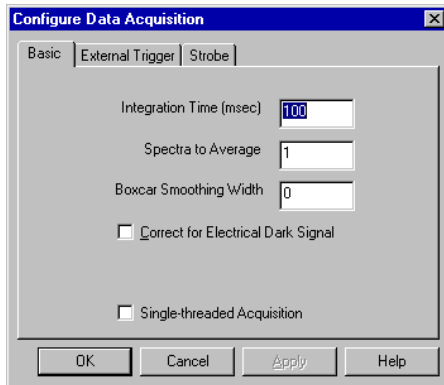 Configure Data Acquisition
Basic External Trigger Strobe
Integration Time (msec) 100
Spectra to Average 1
Boxcar Smoothing Width 0
Correct for Electrical Dark Signal
Single-threaded Acquisition
OK Cancel Apply Help